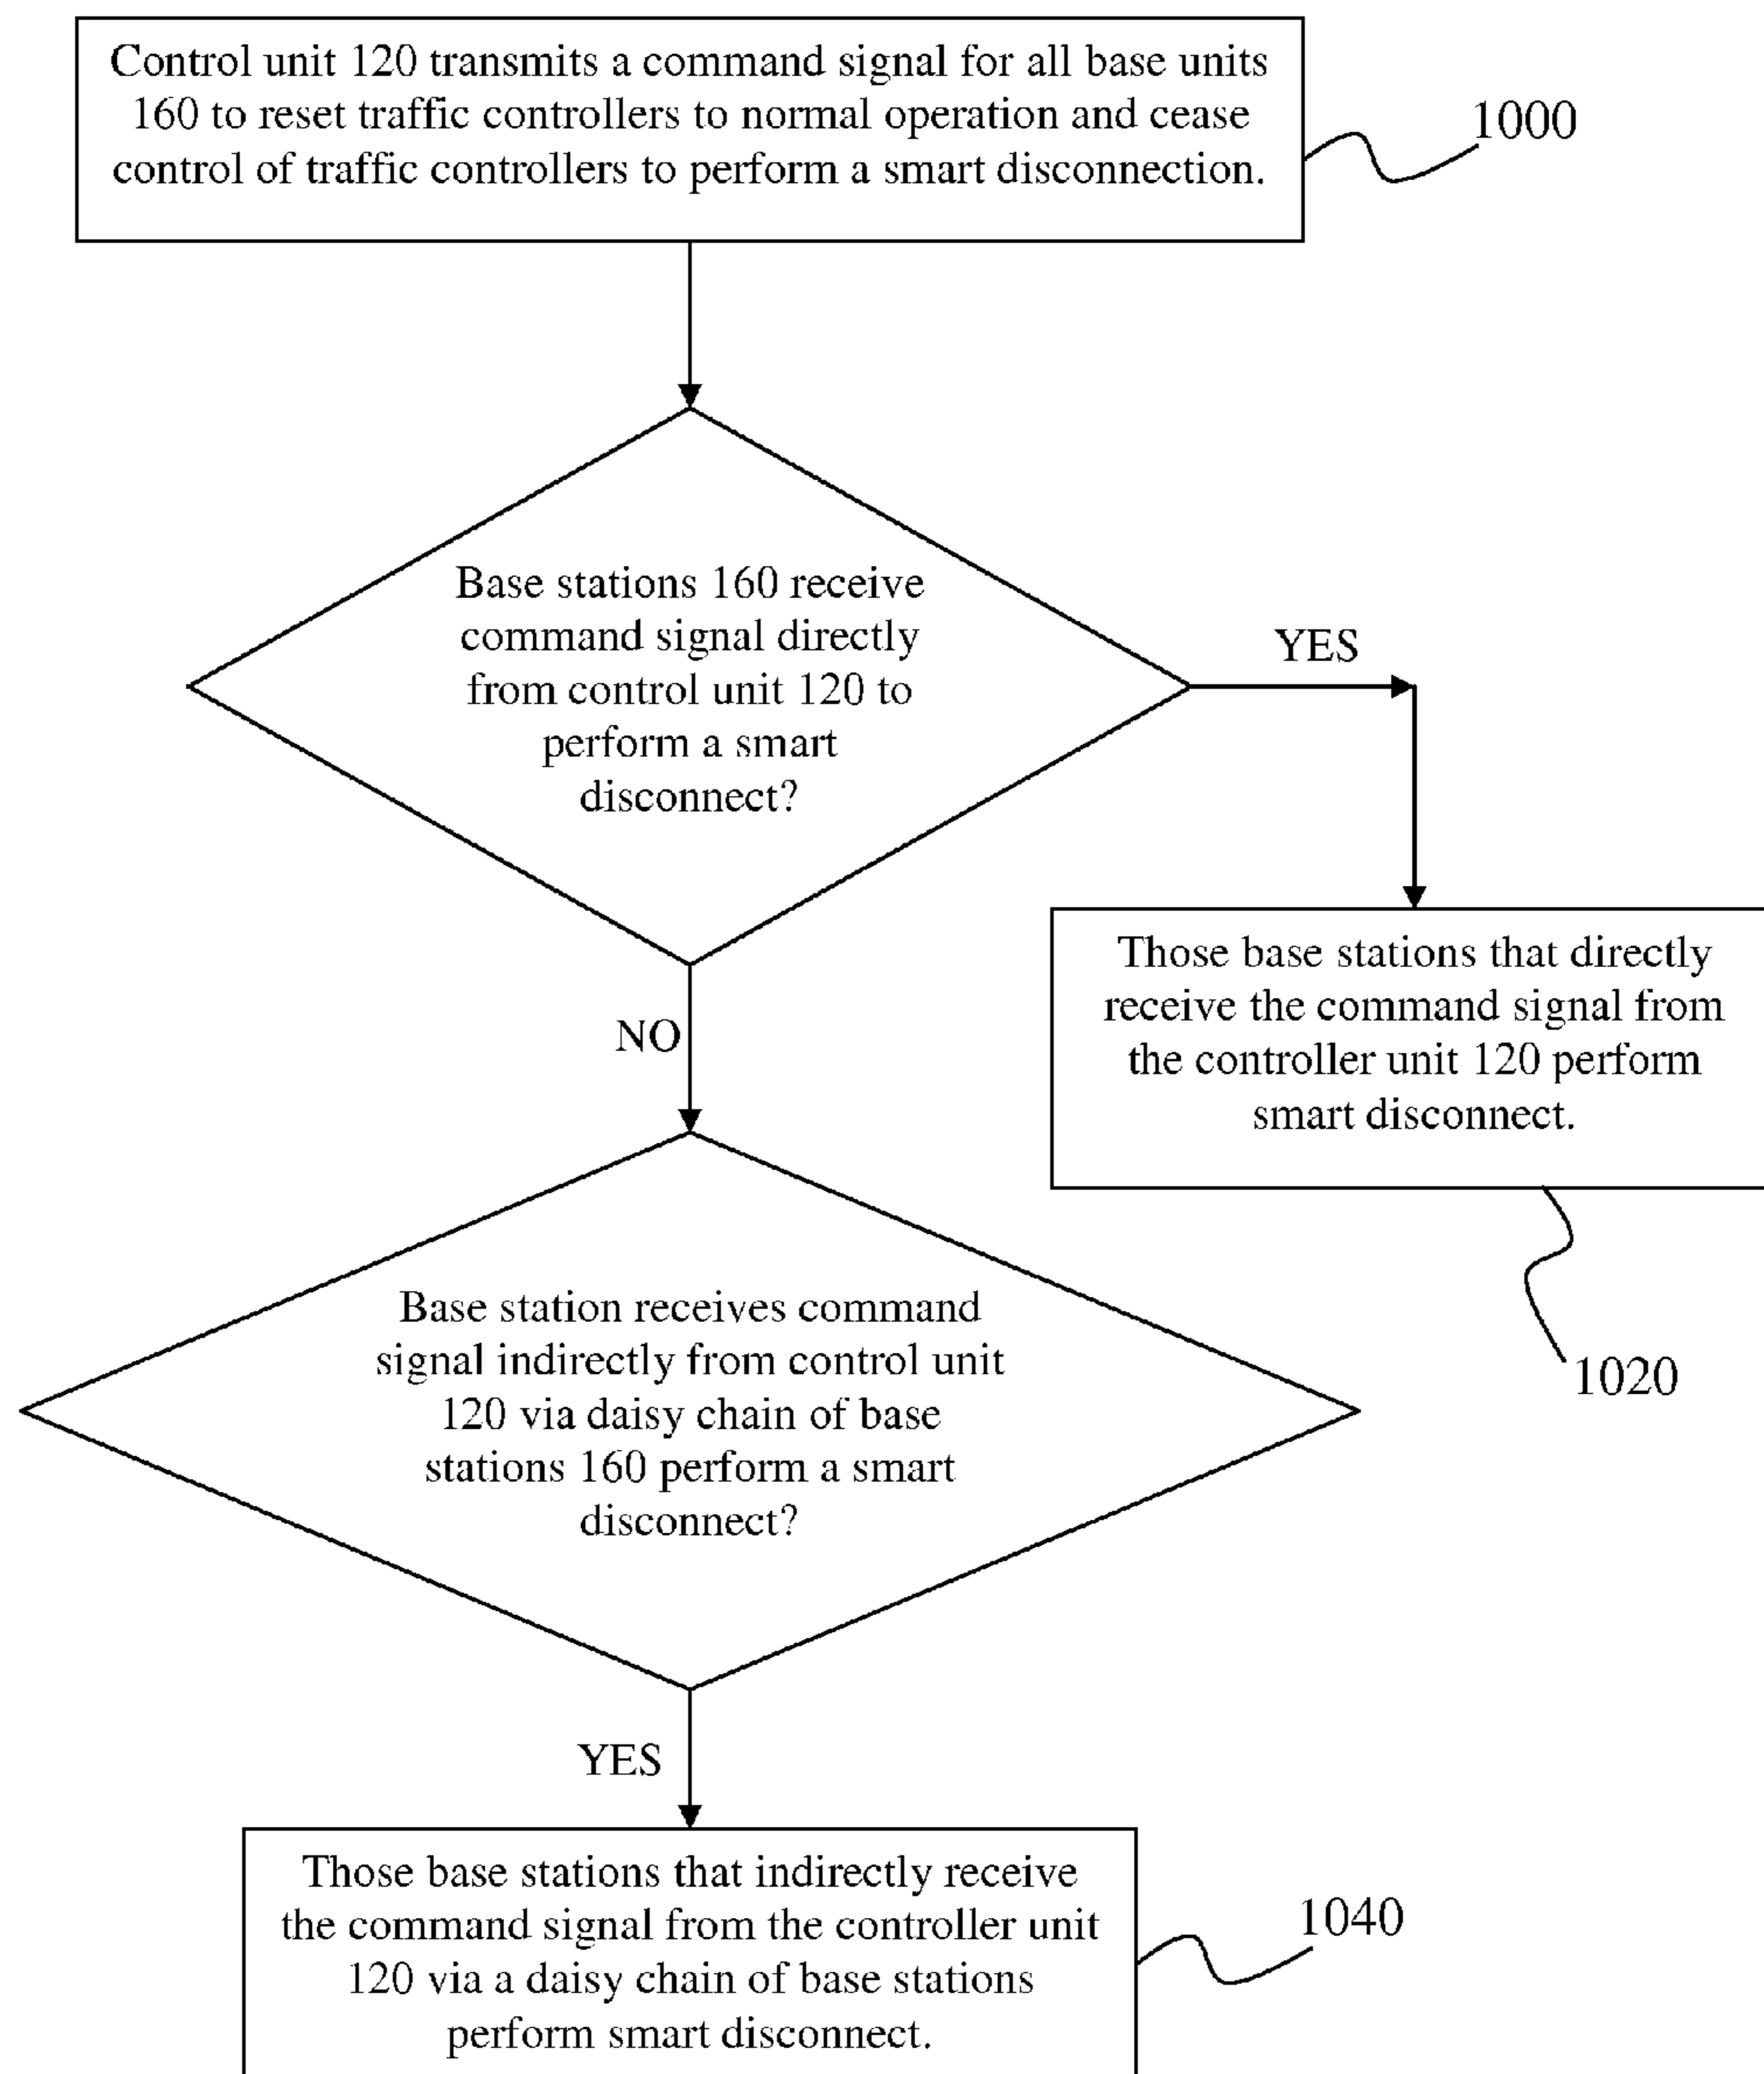 Control unit 120 transmits a command signal for all base units
160 to reset traffic controllers to normal operation and cease
control of traffic controllers to perform a smart disconnection.
1000
Base stations 160 receive
command signal directly
from control unit 120 to
perform a smart
disconnect?
YES
Those base stations that directly
receive the command signal from
the controller unit 120 perform
smart disconnect.
1020
NO
Base station receives command
signal indirectly from control unit
120 via daisy chain of base
stations 160 perform a smart
disconnect?
YES
Those base stations that indirectly receive
the command signal from the controller unit
120 via a daisy chain of base stations
perform smart disconnect.
1040